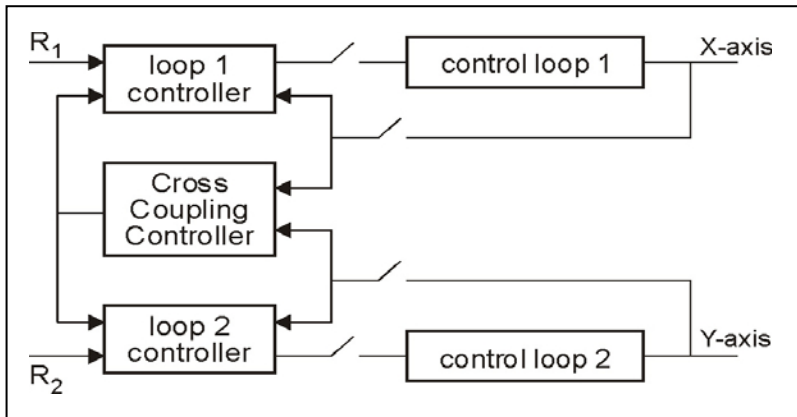 R1
loop 1
controller
control loop 1
X-axis
Cross
Coupling
Controller
loop 2
controller
control loop 2
Y-axis
R2